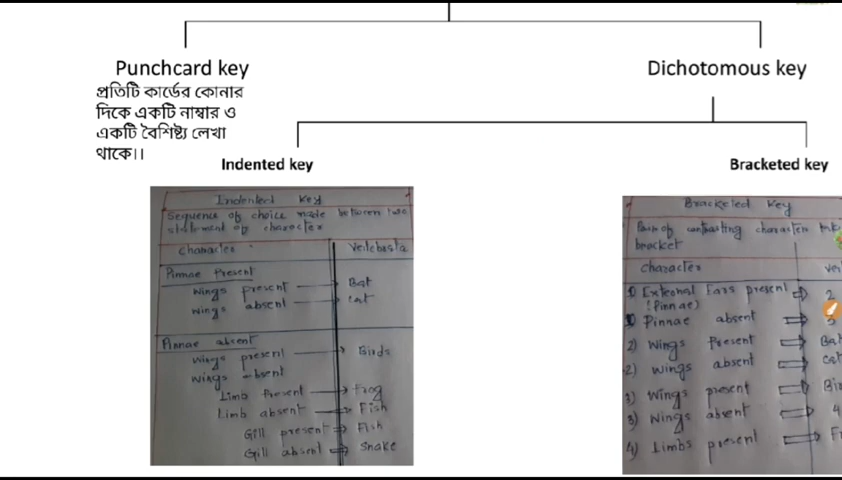 Punchcard key
প্রতিটি কার্ডের কোনার
দিকে একটি নাম্বার ও
একটি বৈশিষ্ট্য লেখা
থাকে।।
Dichotomous key
Indented key
Bracketed key
Indented Key
Sequence of choice made between two
statement of character
Character
Pinnae Present
Wings present Bat
Wings absent Cat
Pinnae absent
Wings present Birds
Wings absent
Limb Present Frog
Limb absent Fish
Gill present Fish
Gill absent Snake
Bracketed Key
Pair of contrasting character
bracket
Character
1) External Ears present 2
(Pinnae)
Pinnae absent 3
2) Wings Present Bat
2) Wings absent
3) Wings present
3) Wings absent 4
4) Limbs present